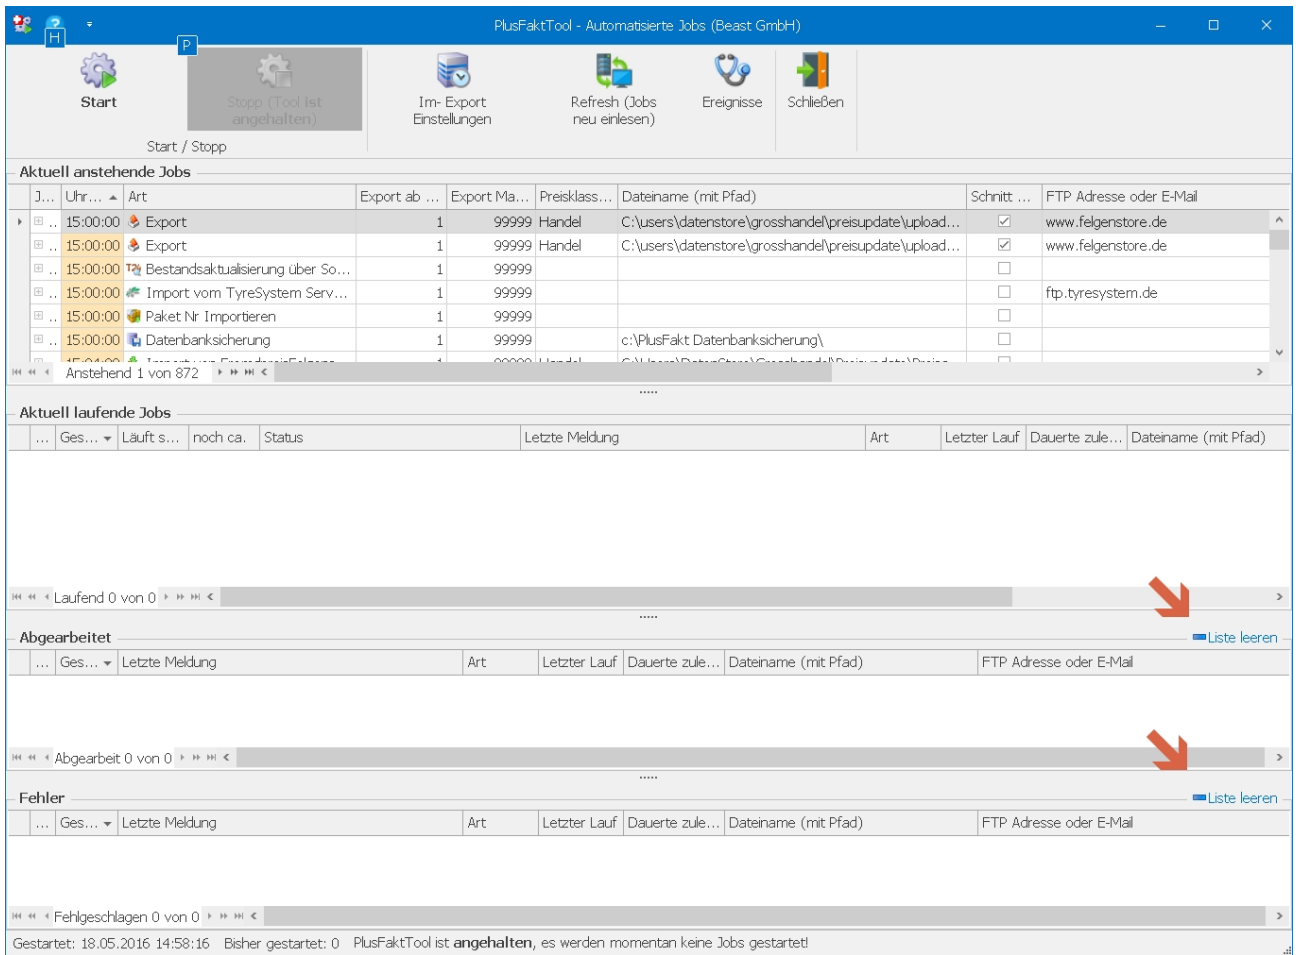 PlusFaktTool - Automatisierte Jobs (Beast GmbH)
H
P
Start
Stopp (Tool ist angehalten)
Im- Export Einstellungen
Refresh (Jobs neu einlesen)
Ereignisse
Schließen
Start / Stopp
Aktuell anstehende Jobs
J... Uhr... Art Export ab ... Export Ma... Preisklass... Dateiname (mit Pfad) Schnitt ... FTP Adresse oder E-Mail
.. 15:00:00 Export 1 99999 Handel C:\users\datenstore\grosshandel\preisupdate\upload... www.felgenstore.de
.. 15:00:00 Export 1 99999 Handel C:\users\datenstore\grosshandel\preisupdate\upload... www.felgenstore.de
.. 15:00:00 Bestandsaktualisierung über So... 1 99999
.. 15:00:00 Import vom TyreSystem Serv... 1 99999 ftp.tyresystem.de
.. 15:00:00 Paket Nr Importieren 1 99999
.. 15:00:00 Datenbanksicherung 1 99999 c:\PlusFakt Datenbanksicherung\
Anstehend 1 von 872
Aktuell laufende Jobs
... Ges... Läuft s... noch ca. Status Letzte Meldung Art Letzter Lauf Dauerte zule... Dateiname (mit Pfad)
Laufend 0 von 0
Abgearbeitet Liste leeren
... Ges... Letzte Meldung Art Letzter Lauf Dauerte zule... Dateiname (mit Pfad) FTP Adresse oder E-Mail
Abgearbeit 0 von 0
Fehler Liste leeren
... Ges... Letzte Meldung Art Letzter Lauf Dauerte zule... Dateiname (mit Pfad) FTP Adresse oder E-Mail
Fehlgeschlagen 0 von 0
Gestartet: 18.05.2016 14:58:16 Bisher gestartet: 0 PlusFaktTool ist angehalten, es werden momentan keine Jobs gestartet!